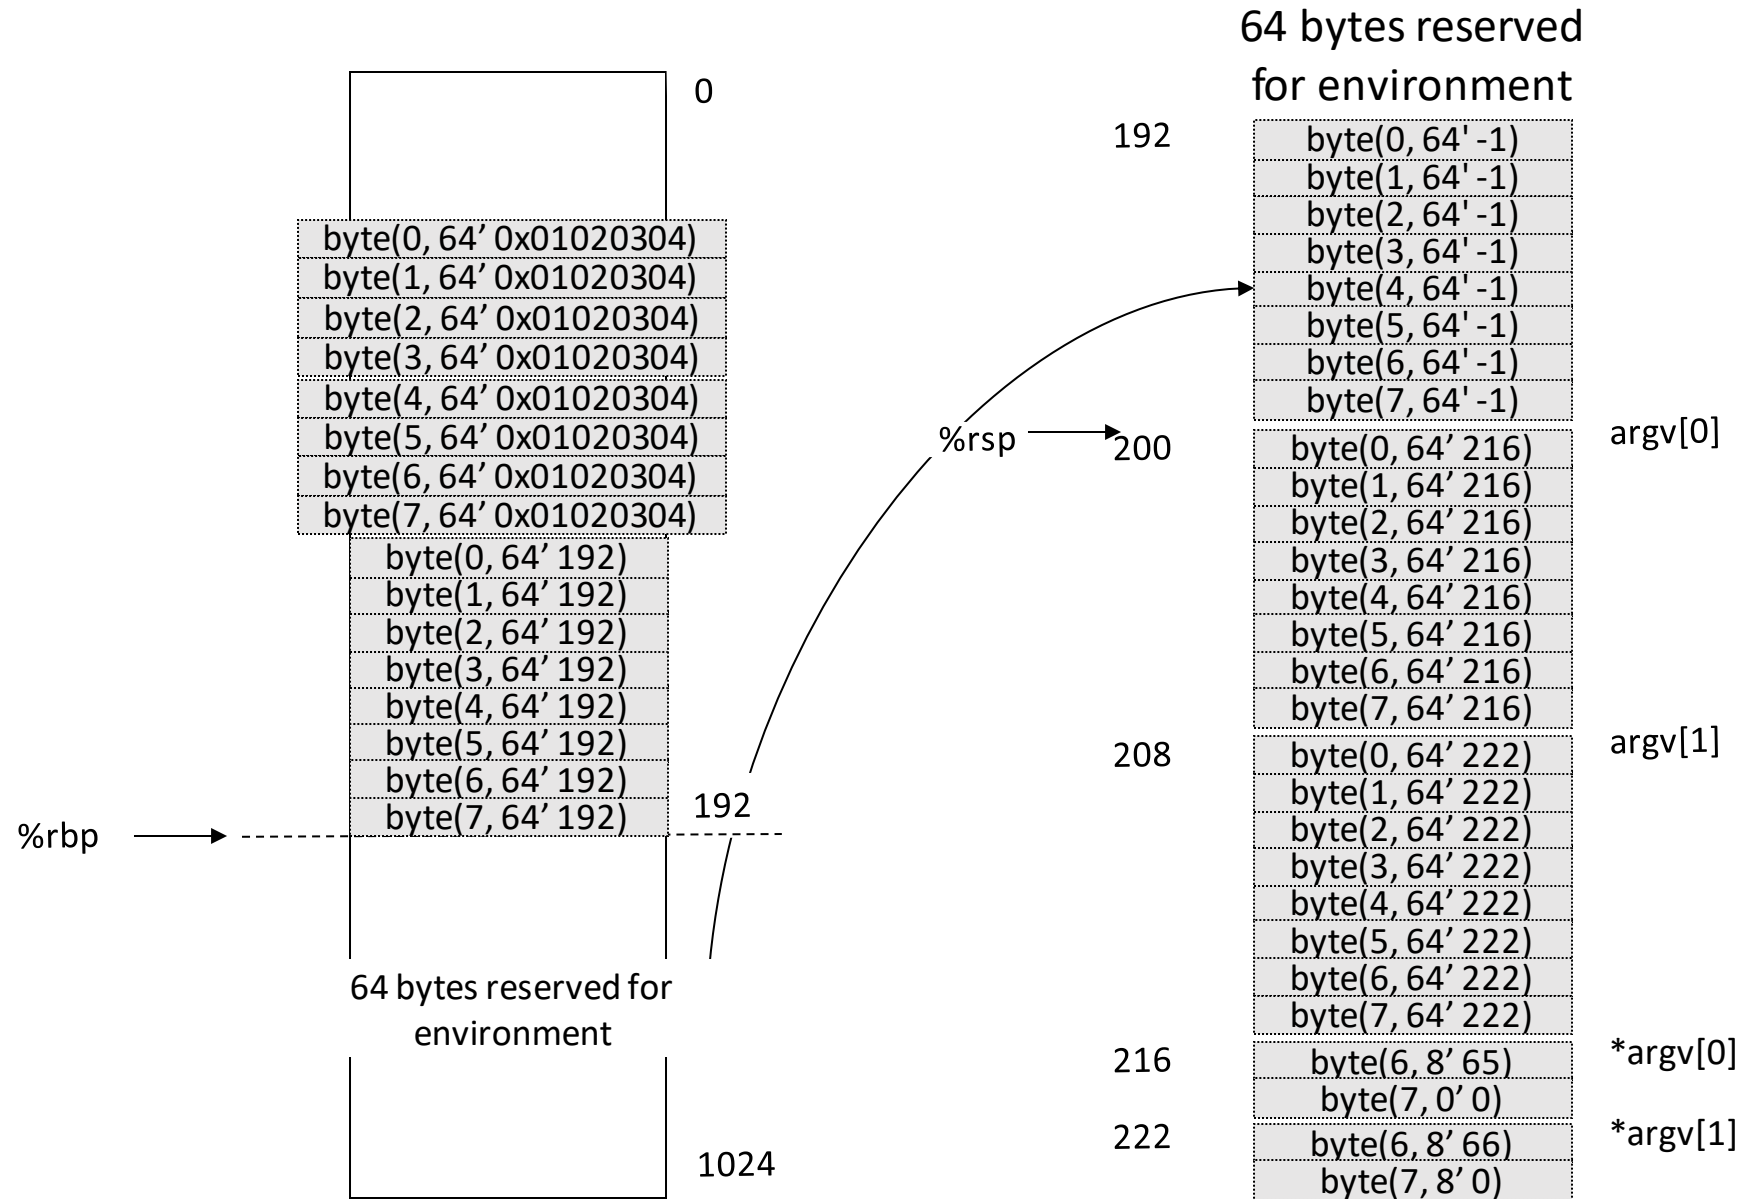 0
byte(0, 64’ 0x01020304)
byte(1, 64’ 0x01020304)
byte(2, 64’ 0x01020304)
byte(3, 64’ 0x01020304)
byte(4, 64’ 0x01020304)
byte(5, 64’ 0x01020304)
byte(6, 64’ 0x01020304)
byte(7, 64’ 0x01020304)
byte(0, 64’ 192)
byte(1, 64’ 192)
byte(2, 64’ 192)
byte(3, 64’ 192)
byte(4, 64’ 192)
byte(5, 64’ 192)
byte(6, 64’ 192)
byte(7, 64’ 192)
192
%rbp
64 bytes reserved for
environment
1024
64 bytes reserved
for environment
192
byte(0, 64' -1)
byte(1, 64' -1)
byte(2, 64' -1)
byte(3, 64' -1)
byte(4, 64' -1)
byte(5, 64' -1)
byte(6, 64' -1)
byte(7, 64' -1)
%rsp
200
argv[0]
byte(0, 64’ 216)
byte(1, 64’ 216)
byte(2, 64’ 216)
byte(3, 64’ 216)
byte(4, 64’ 216)
byte(5, 64’ 216)
byte(6, 64’ 216)
byte(7, 64’ 216)
208
argv[1]
byte(0, 64’ 222)
byte(1, 64’ 222)
byte(2, 64’ 222)
byte(3, 64’ 222)
byte(4, 64’ 222)
byte(5, 64’ 222)
byte(6, 64’ 222)
byte(7, 64’ 222)
216
*argv[0]
byte(6, 8’ 65)
byte(7, 0’ 0)
222
*argv[1]
byte(6, 8’ 66)
byte(7, 8’ 0)